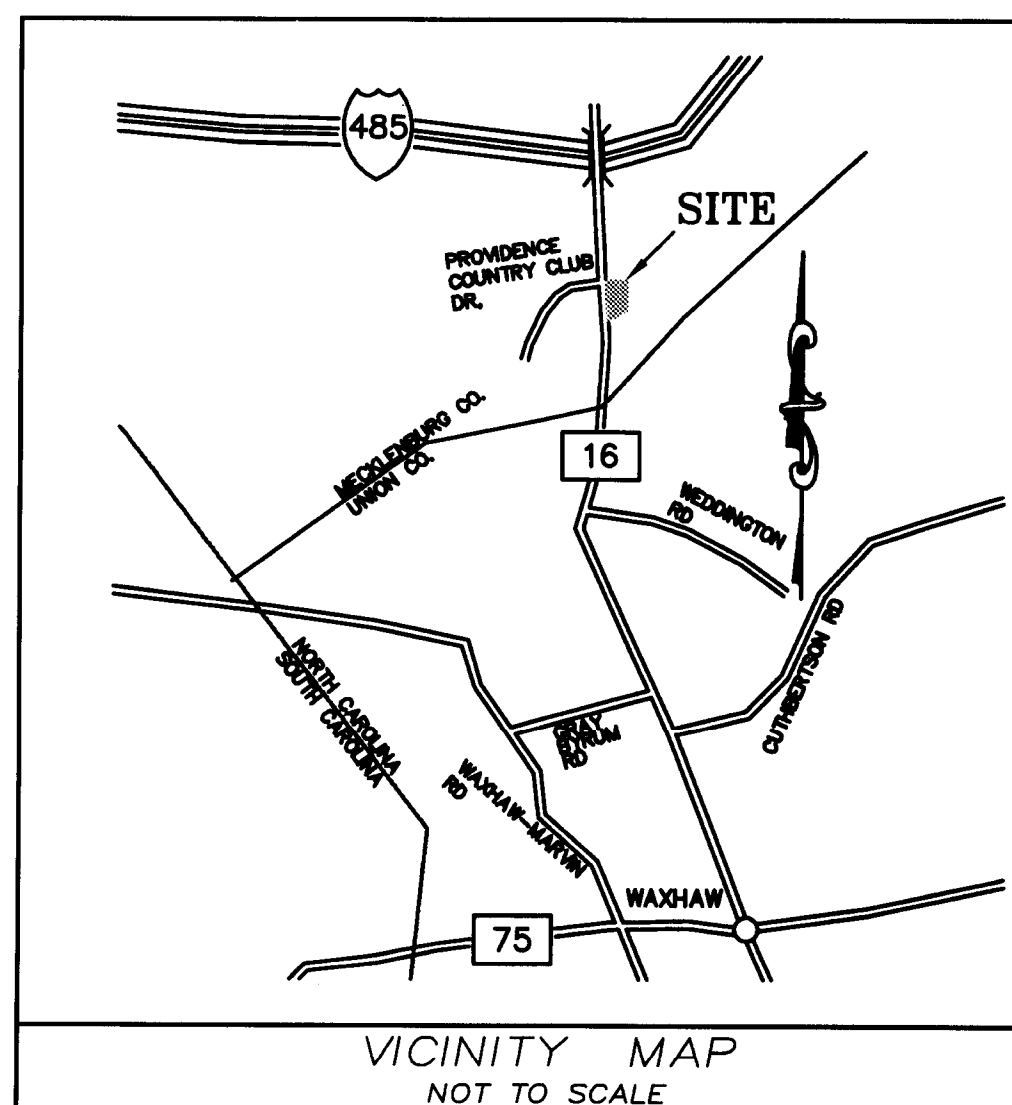 485
SITE
PROVIDENCE
COUNTRY CLUB
DR.
MECKLENBURG CO.
UNION CO.
16
WEDDINGTON
RD
CUTHBERTSON RD
NORTH CAROLINA
SOUTH CAROLINA
GRAY
BYRUM
RD
WAXHAW-MARVIN
RD
WAXHAW
75
VICINITY MAP
NOT TO SCALE